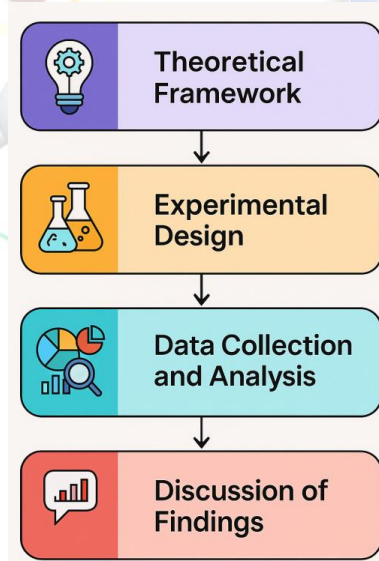 Theoretical
Framework
Experimental
Design
Data Collection
and Analysis
Discussion of
Findings